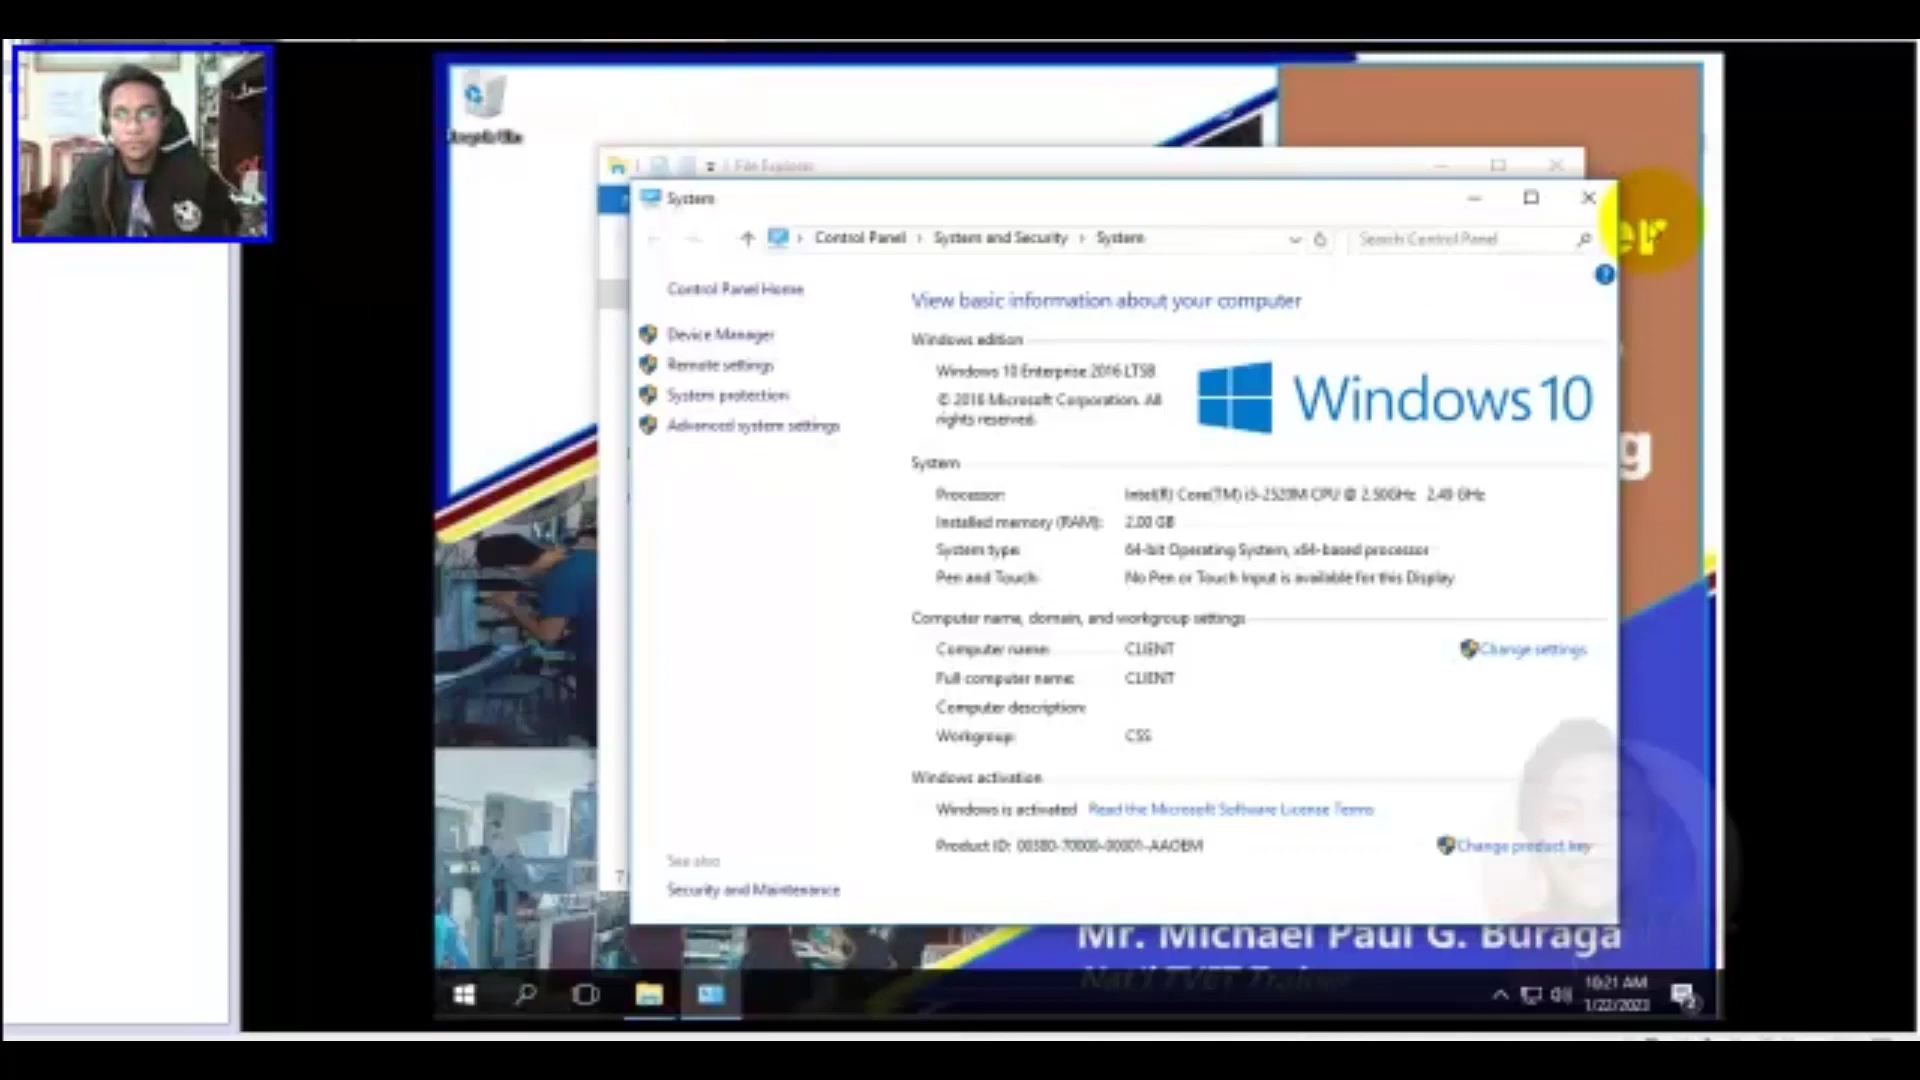 File Explorer
System
Control Panel › System and Security › System
Search Control Panel
er
Control Panel Home
View basic information about your computer
Device Manager
Windows edition
Remote settings
Windows 10 Enterprise 2016 LTSB
System protection
© 2016 Microsoft Corporation. All
rights reserved.
Windows 10
Advanced system settings
g
System
Processor: Intel(R) Core(TM) i5-2520M CPU @ 2.50GHz 2.49 GHz
Installed memory (RAM): 2.00 GB
System type: 64-bit Operating System, x64-based processor
Pen and Touch: No Pen or Touch Input is available for this Display
Computer name, domain, and workgroup settings
Computer name: CLIENT
Change settings
Full computer name: CLIENT
Computer description:
Workgroup: CSS
Windows activation
Windows is activated Read the Microsoft Software License Terms
Product ID: 00380-70000-00001-AAOEM
Change product key
See also
Security and Maintenance
Mr. Michael Paul G. Buraga
Nat'l TVET Trainer
10:21 AM
1/22/2023